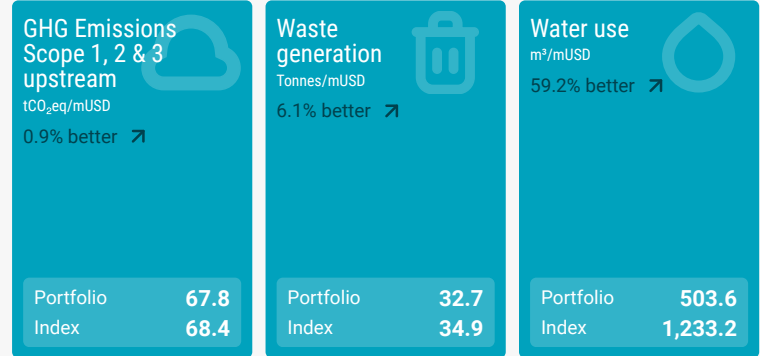 GHG Emissions
Scope 1, 2 & 3
upstream
tCO₂eq/mUSD
0.9% better
Portfolio 67.8
Index 68.4
Waste
generation
Tonnes/mUSD
6.1% better
Portfolio 32.7
Index 34.9
Water use
m³/mUSD
59.2% better
Portfolio 503.6
Index 1,233.2